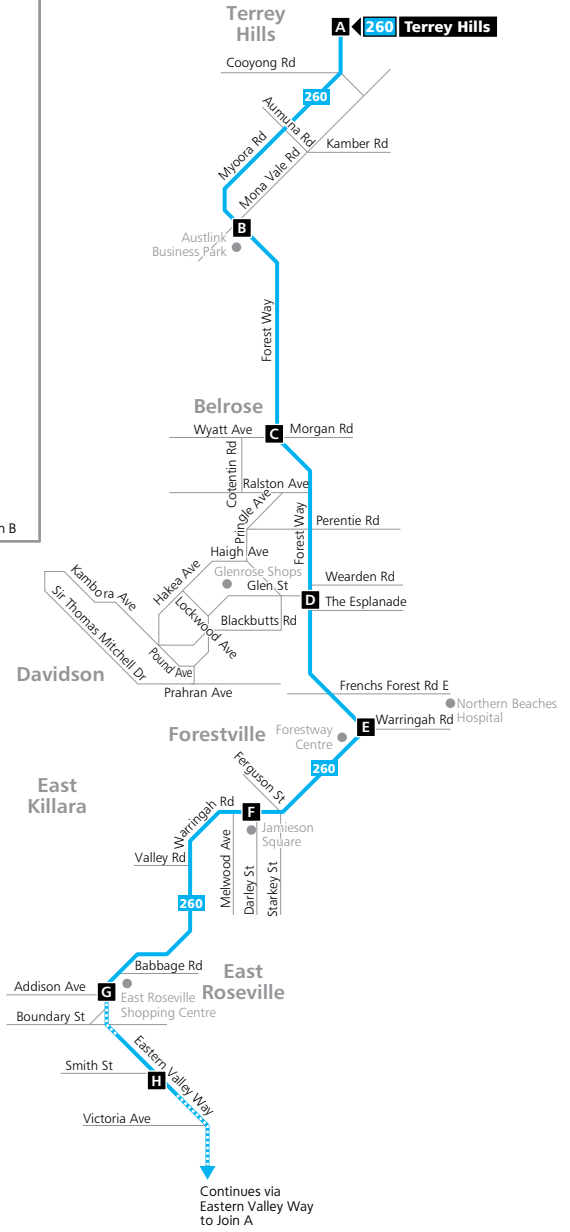 Terrey
Hills
A
260
Terrey Hills
Cooyong Rd
260
Aumuna Rd
Kamber Rd
Myoora Rd
Mona Vale Rd
B
Austlink
Business Park
Forest Way
Belrose
Wyatt Ave
C
Morgan Rd
Cotentin Rd
Ralston Ave
Pringle Ave
Forest Way
Perentie Rd
Haigh Ave
Hakea Ave
Glenrose Shops
Glen St
Wearden Rd
D
The Esplanade
n B
Kambora Ave
Sir Thomas Mitchell Dr
Lockwood Ave
Blackbutts Rd
Pound Ave
Davidson
Prahran Ave
Frenchs Forest Rd E
Northern Beaches
Hospital
Forestville
Forestway
Centre
E
Warringah Rd
260
East
Killara
Ferguson St
Warringah Rd
F
Jamieson
Square
Valley Rd
Melwood Ave
Darley St
Starkey St
260
Babbage Rd
East
Roseville
Addison Ave
G
East Roseville
Shopping Centre
Boundary St
Eastern Valley Way
Smith St
H
Victoria Ave
Continues via
Eastern Valley Way
to Join A